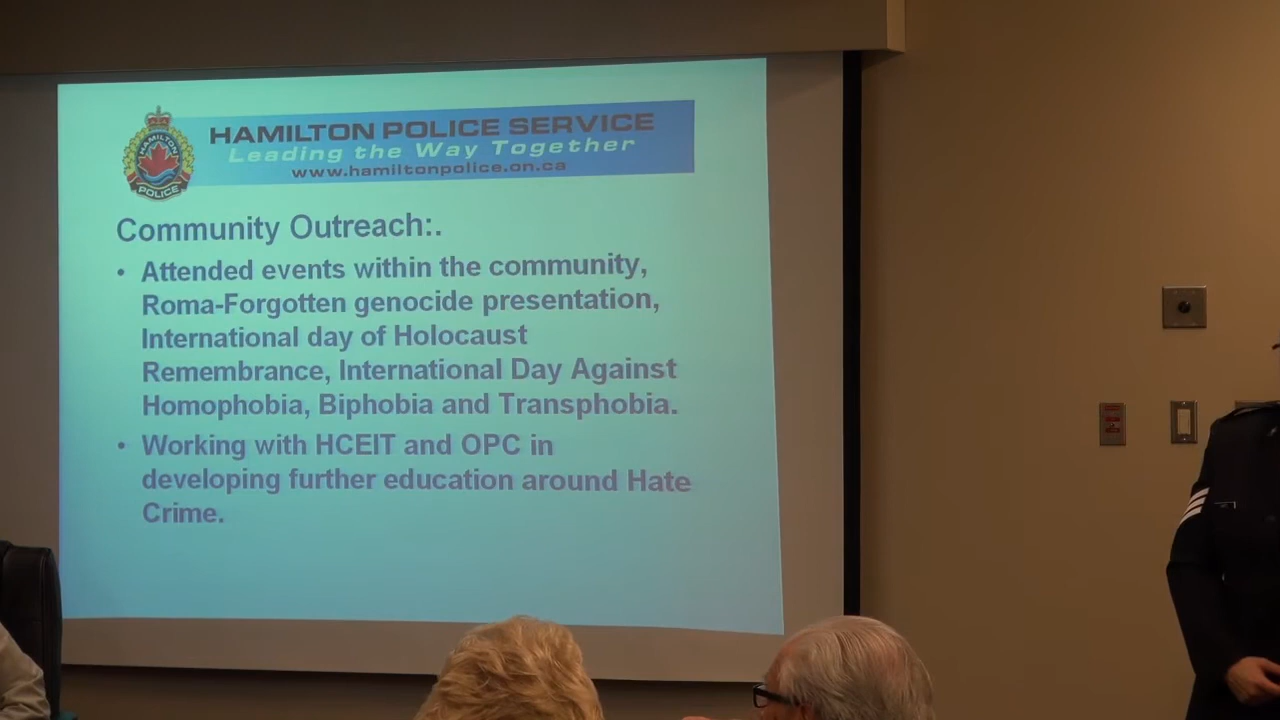 HAMILTON POLICE SERVICE
Leading the Way Together
www.hamiltonpolice.on.ca
HAMILTON
POLICE
Community Outreach:.
• Attended events within the community,
Roma-Forgotten genocide presentation,
International day of Holocaust
Remembrance, International Day Against
Homophobia, Biphobia and Transphobia.
• Working with HCEIT and OPC in
developing further education around Hate
Crime.